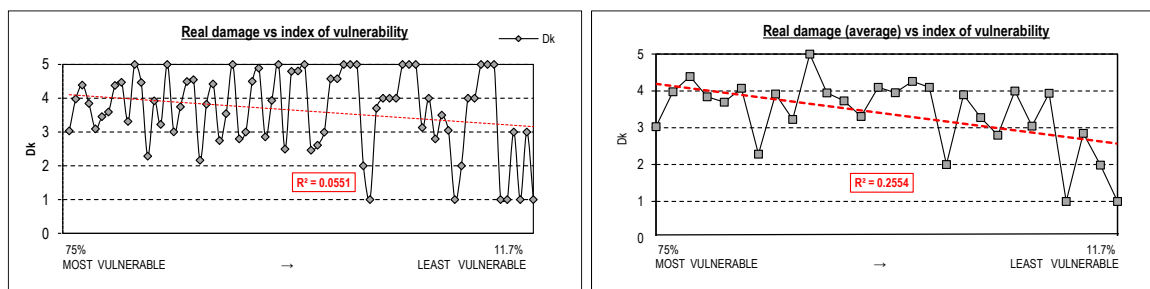 Real damage vs index of vulnerability
Dk
5
4
3
2
1
0
Dk
R² = 0.0551
75%
11.7%
MOST VULNERABLE → LEAST VULNERABLE
Real damage (average) vs index of vulnerability
5
4
3
2
1
0
Dk
R² = 0.2554
75%
11.7%
MOST VULNERABLE → LEAST VULNERABLE